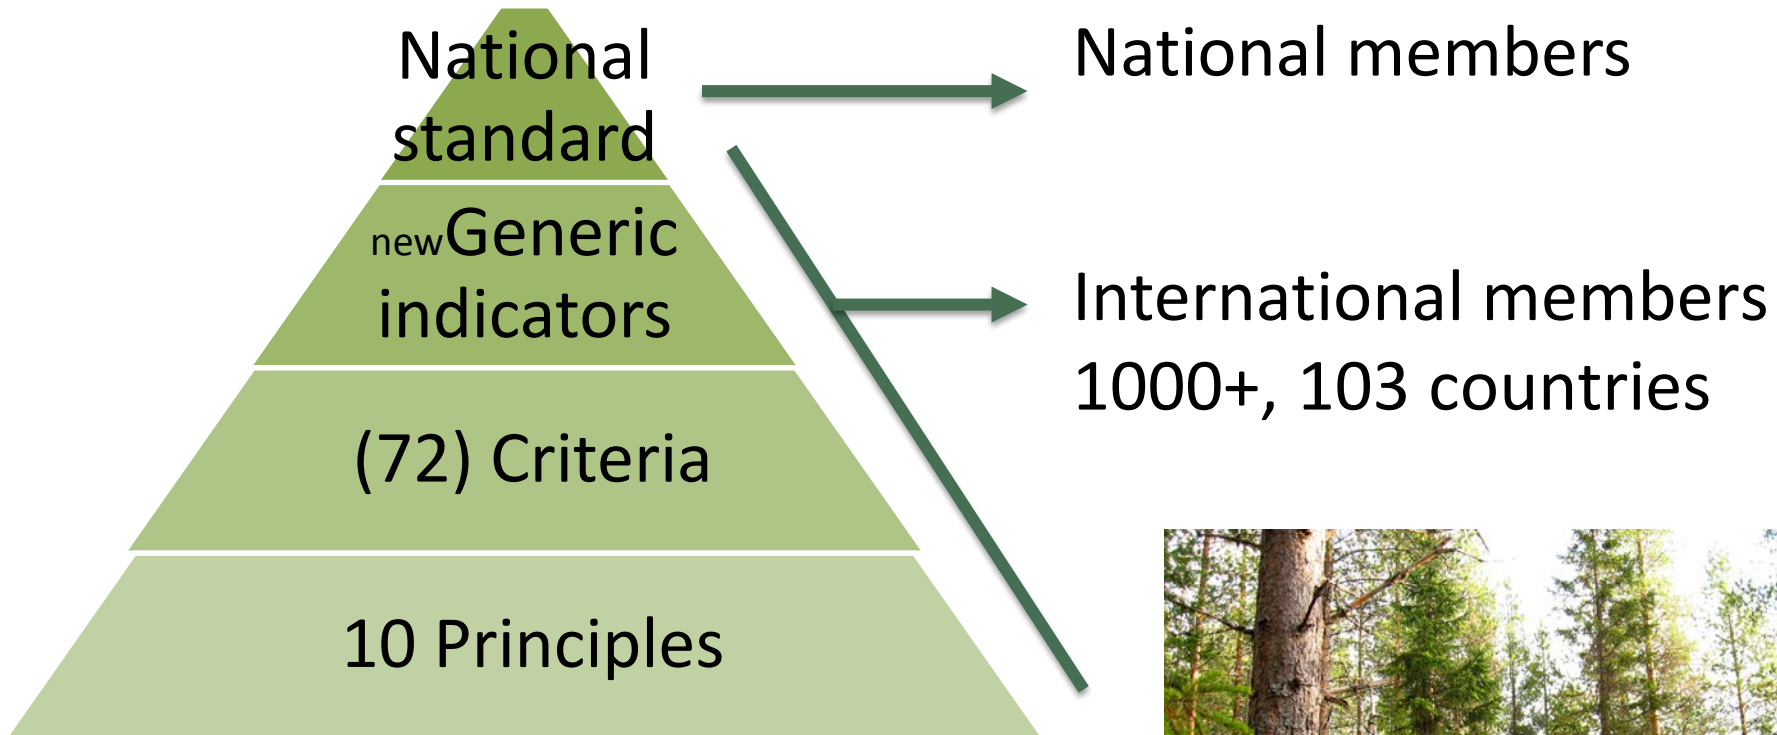 National
standard
newGeneric
indicators
(72) Criteria
10 Principles
National members
International members
1000+, 103 countries